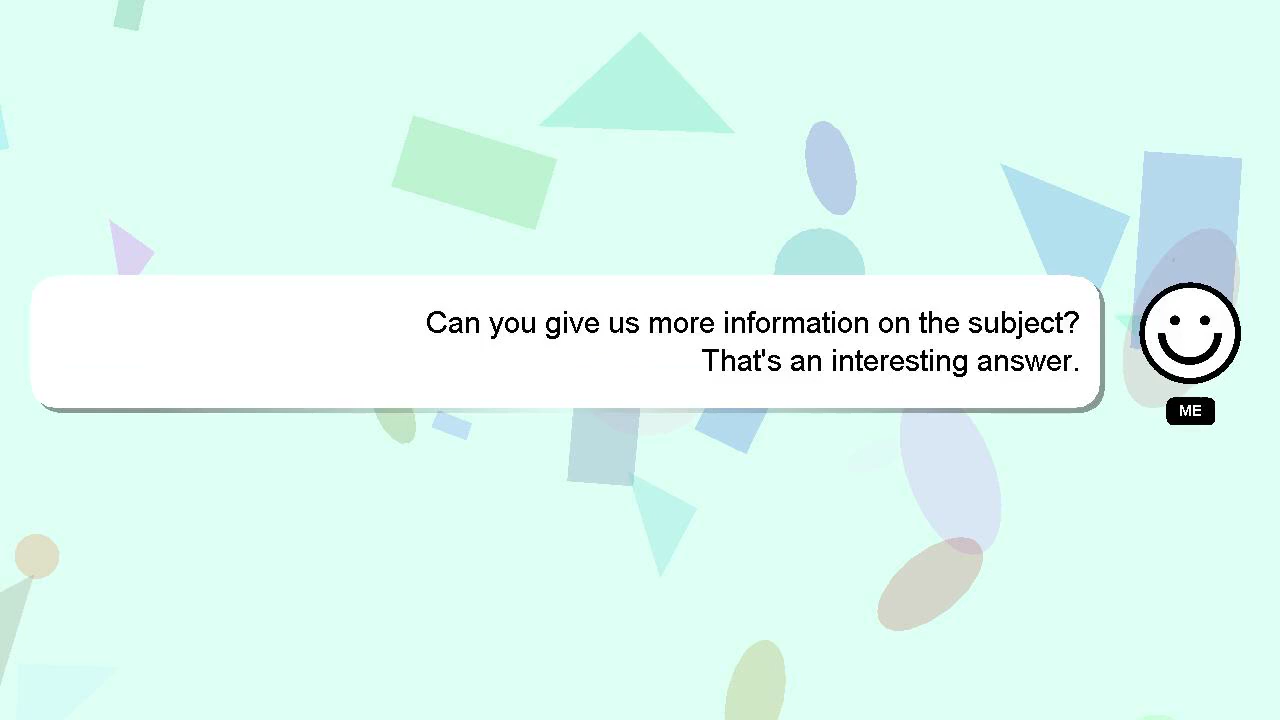 Can you give us more information on the subject?
That's an interesting answer.
ME